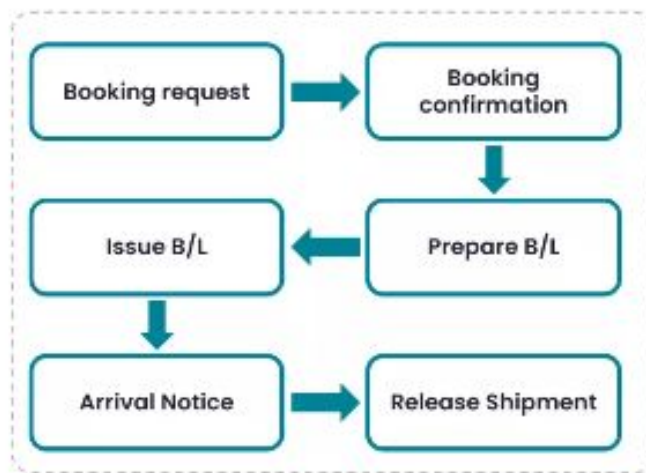 Booking request
Booking
confirmation
Issue B/L
Prepare B/L
Arrival Notice
Release Shipment